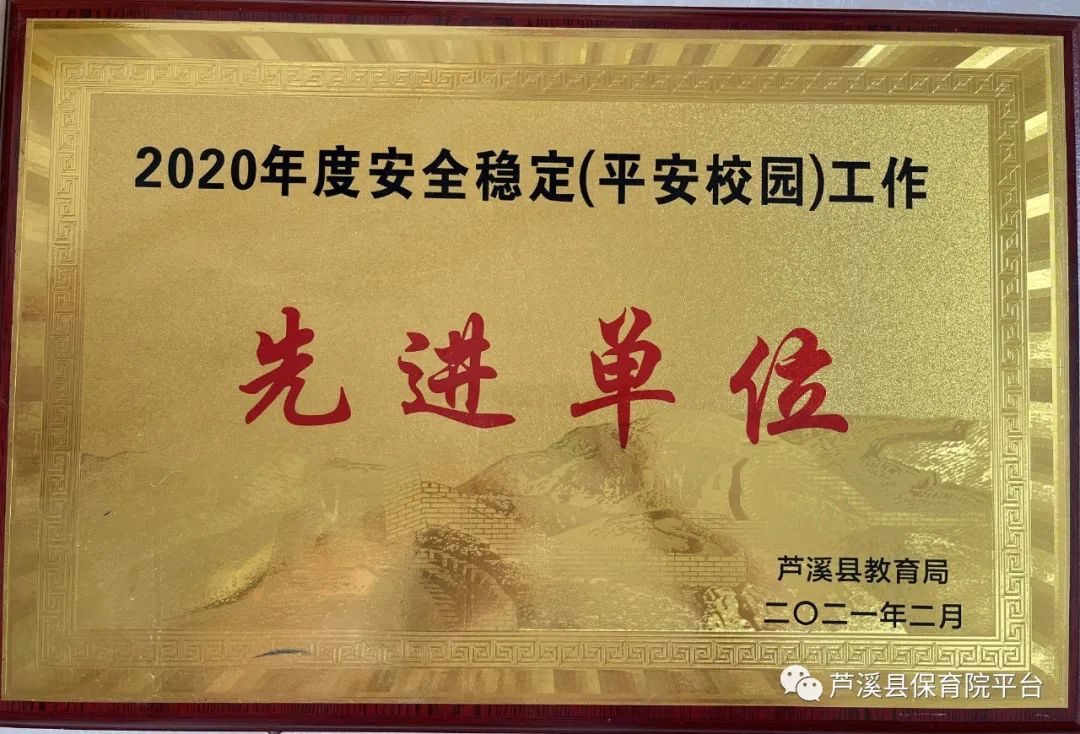 2020年度安全稳定(平安校园)工作
先进单位
芦溪县教育局
二〇二一年二月
芦溪县保育院平台